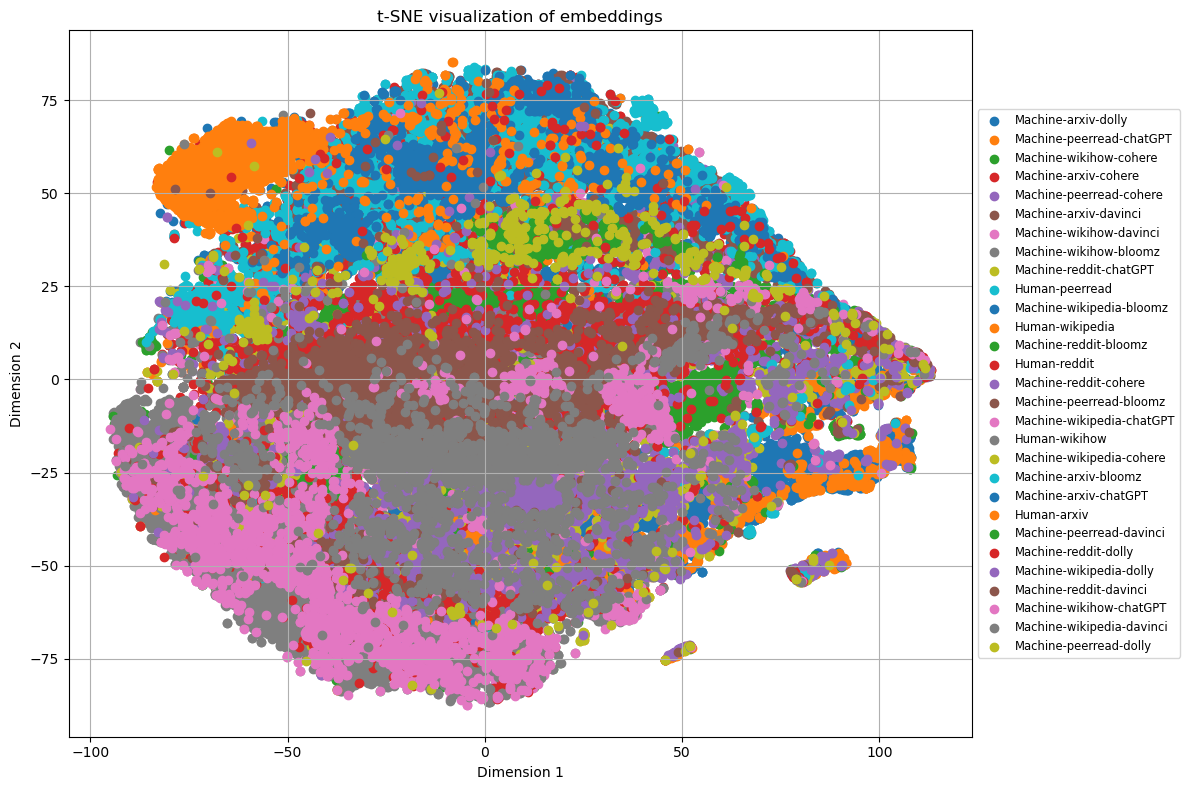 t-SNE visualization of embeddings
Dimension 2
75
50
25
0
−25
−50
−75
−100
−50
0
50
100
Dimension 1
Machine-arxiv-dolly
Machine-peerread-chatGPT
Machine-wikihow-cohere
Machine-arxiv-cohere
Machine-peerread-cohere
Machine-arxiv-davinci
Machine-wikihow-davinci
Machine-wikihow-bloomz
Machine-reddit-chatGPT
Human-peerread
Machine-wikipedia-bloomz
Human-wikipedia
Machine-reddit-bloomz
Human-reddit
Machine-reddit-cohere
Machine-peerread-bloomz
Machine-wikipedia-chatGPT
Human-wikihow
Machine-wikipedia-cohere
Machine-arxiv-bloomz
Machine-arxiv-chatGPT
Human-arxiv
Machine-peerread-davinci
Machine-reddit-dolly
Machine-wikipedia-dolly
Machine-reddit-davinci
Machine-wikihow-chatGPT
Machine-wikipedia-davinci
Machine-peerread-dolly